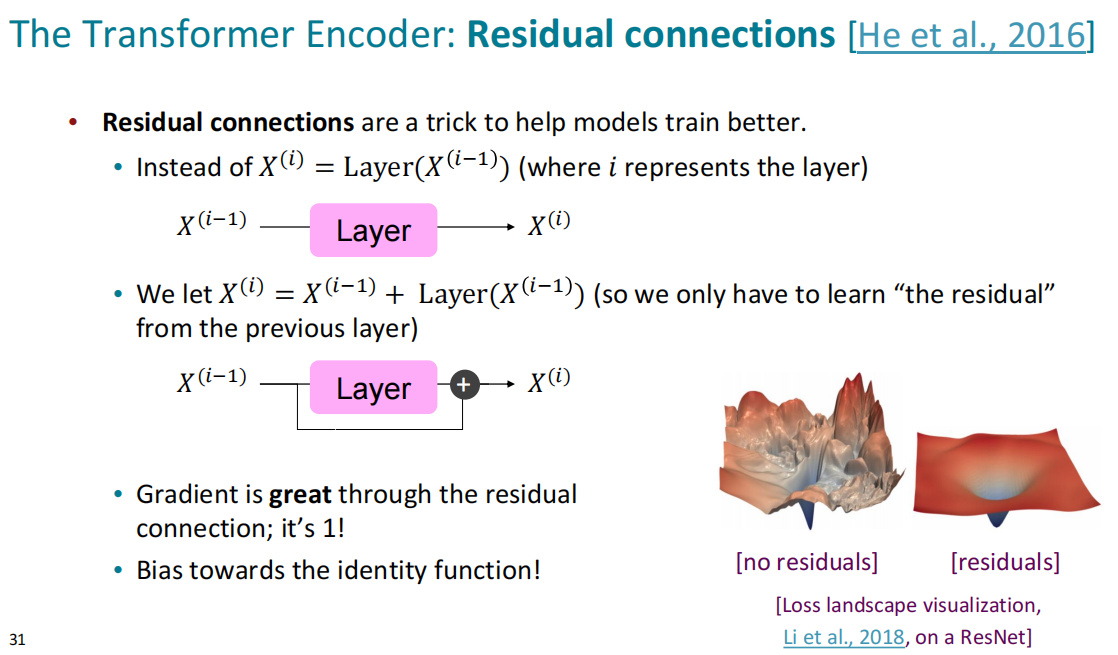 The Transformer Encoder: Residual connections [He et al., 2016]
• Residual connections are a trick to help models train better.
• Instead of X^(i) = Layer(X^(i−1)) (where i represents the layer)
X^(i−1) Layer X^(i)
• We let X^(i) = X^(i−1) + Layer(X^(i−1)) (so we only have to learn “the residual”
from the previous layer)
X^(i−1) Layer + X^(i)
• Gradient is great through the residual
connection; it’s 1!
• Bias towards the identity function!
[no residuals] [residuals]
[Loss landscape visualization,
Li et al., 2018, on a ResNet]
31